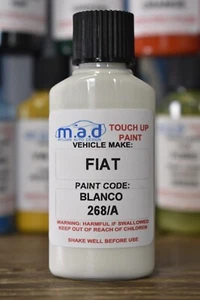 m.a.d
TOUCH UP
PAINT
VEHICLE MAKE:
FIAT
PAINT CODE:
BLANCO
268/A
WARNING: HARMFUL IF SWALLOWED
KEEP OUT OF REACH OF CHILDREN
SHAKE WELL BEFORE USE